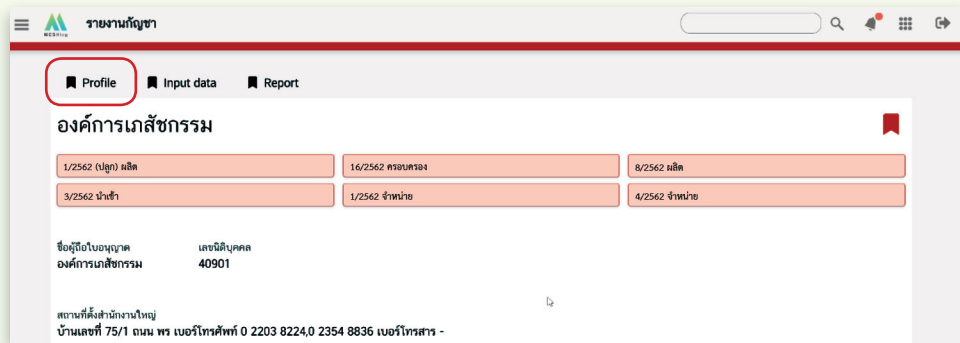 รายงานกัญชา
Profile Input data Report
องค์การเภสัชกรรม
1/2562 (ปลูก) ผลิต 16/2562 ครอบครอง 8/2562 ผลิต
3/2562 นำเข้า 1/2562 จำหน่าย 4/2562 จำหน่าย
ชื่อผู้ถือใบอนุญาต เลขนิติบุคคล
องค์การเภสัชกรรม 40901
สถานที่ตั้งสำนักงานใหญ่
บ้านเลขที่ 75/1 ถนน พร เบอร์โทรศัพท์ 0 2203 8224,0 2354 8836 เบอร์โทรสาร -